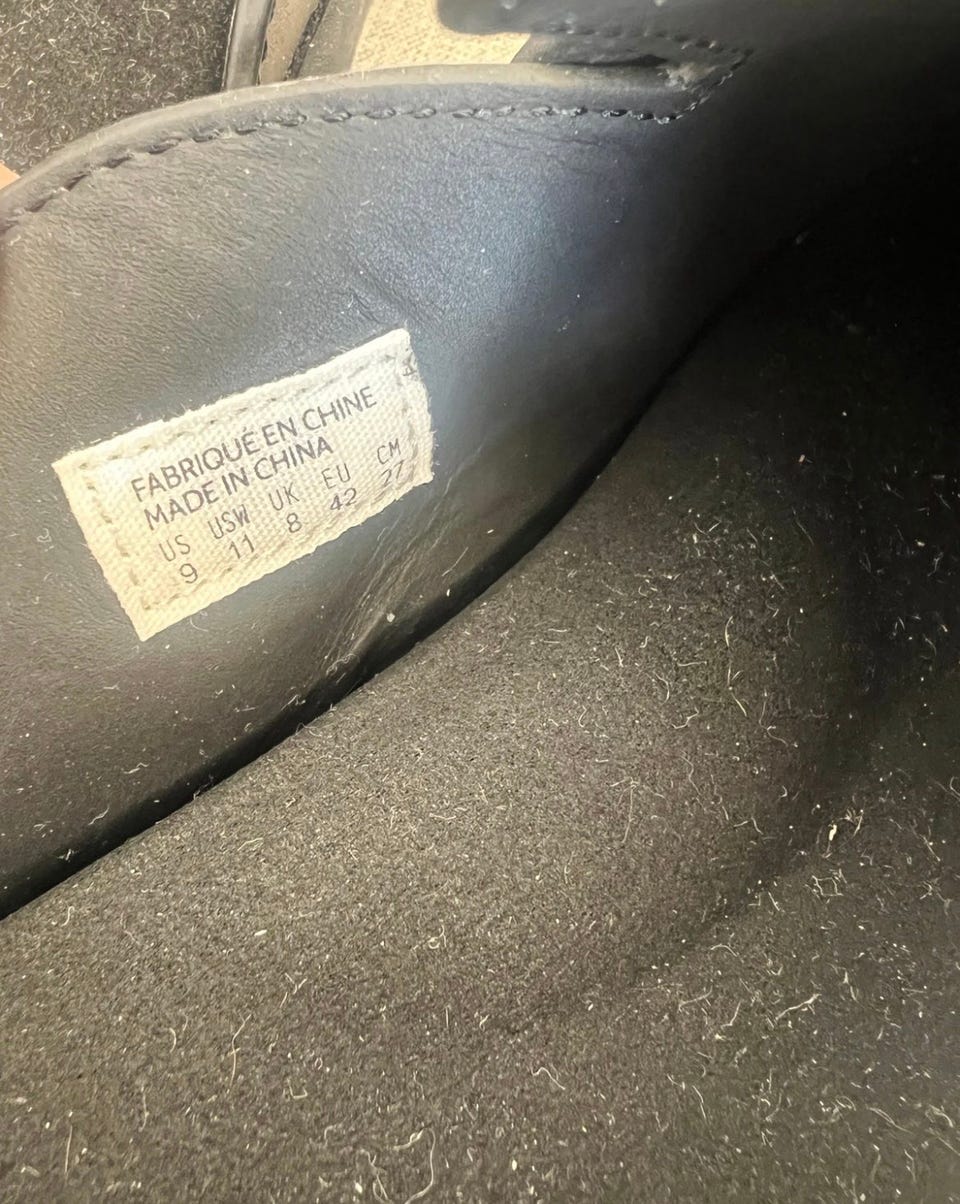 FABRIQUÉ EN CHINE
MADE IN CHINA
US USW UK EU CM
9 11 8 42 27